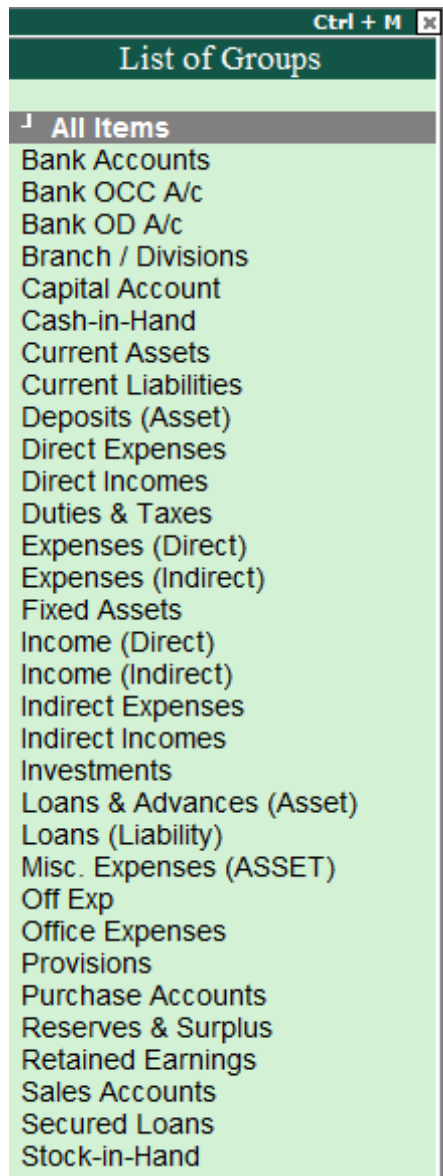 Ctrl + M
List of Groups
All Items
Bank Accounts
Bank OCC A/c
Bank OD A/c
Branch / Divisions
Capital Account
Cash-in-Hand
Current Assets
Current Liabilities
Deposits (Asset)
Direct Expenses
Direct Incomes
Duties & Taxes
Expenses (Direct)
Expenses (Indirect)
Fixed Assets
Income (Direct)
Income (Indirect)
Indirect Expenses
Indirect Incomes
Investments
Loans & Advances (Asset)
Loans (Liability)
Misc. Expenses (ASSET)
Off Exp
Office Expenses
Provisions
Purchase Accounts
Reserves & Surplus
Retained Earnings
Sales Accounts
Secured Loans
Stock-in-Hand